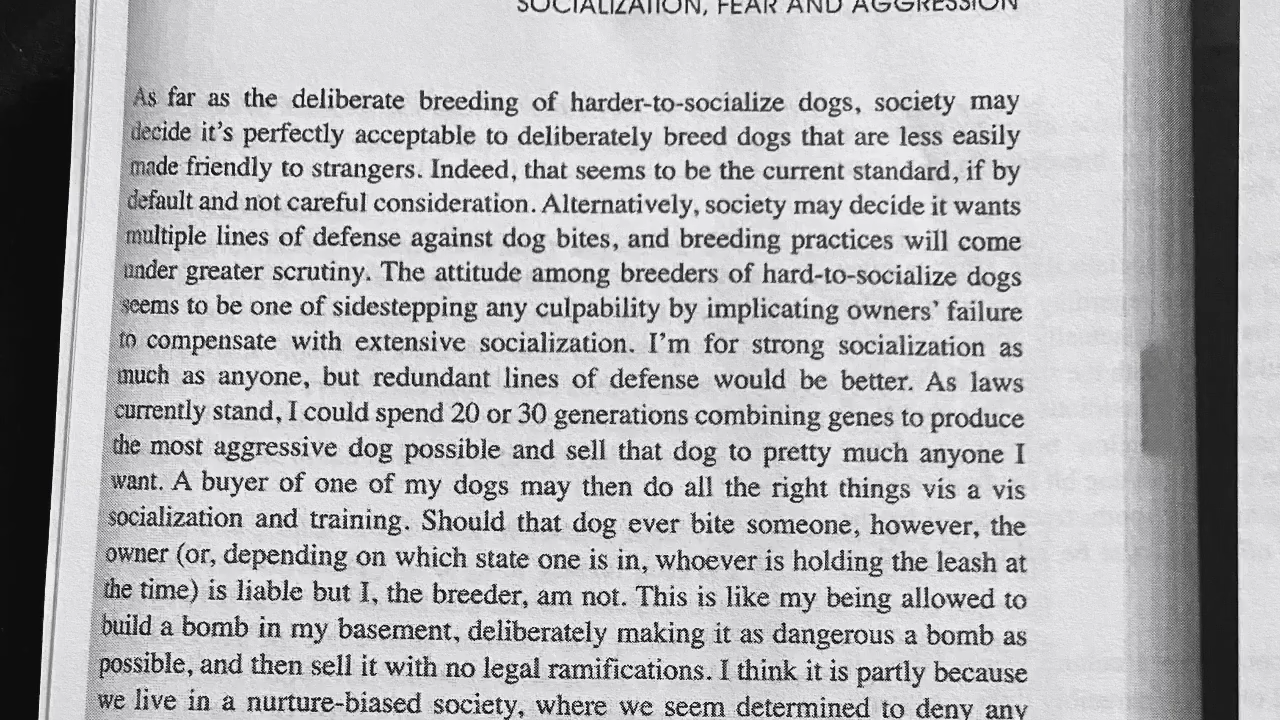 SOCIALIZATION, FEAR AND AGGRESSION
As far as the deliberate breeding of harder-to-socialize dogs, society may
decide it's perfectly acceptable to deliberately breed dogs that are less easily
made friendly to strangers. Indeed, that seems to be the current standard, if by
default and not careful consideration. Alternatively, society may decide it wants
multiple lines of defense against dog bites, and breeding practices will come
under greater scrutiny. The attitude among breeders of hard-to-socialize dogs
seems to be one of sidestepping any culpability by implicating owners' failure
to compensate with extensive socialization. I'm for strong socialization as
much as anyone, but redundant lines of defense would be better. As laws
currently stand, I could spend 20 or 30 generations combining genes to produce
the most aggressive dog possible and sell that dog to pretty much anyone I
want. A buyer of one of my dogs may then do all the right things vis a vis
socialization and training. Should that dog ever bite someone, however, the
owner (or, depending on which state one is in, whoever is holding the leash at
the time) is liable but I, the breeder, am not. This is like my being allowed to
build a bomb in my basement, deliberately making it as dangerous a bomb as
possible, and then sell it with no legal ramifications. I think it is partly because
we live in a nurture-biased society, where we seem determined to deny any